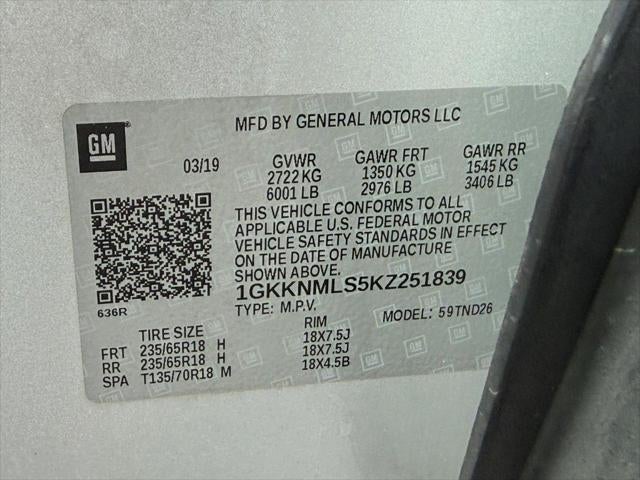 GM
MFD BY GENERAL MOTORS LLC
03/19 GVWR GAWR FRT GAWR RR
2722 KG 1350 KG 1545 KG
6001 LB 2976 LB 3406 LB
THIS VEHICLE CONFORMS TO ALL
APPLICABLE U.S. FEDERAL MOTOR
VEHICLE SAFETY STANDARDS IN EFFECT
ON THE DATE OF MANUFACTURE
SHOWN ABOVE.
1GKKNMLS5KZ251839
636R TYPE: M.P.V. MODEL: 59TND26
TIRE SIZE RIM
FRT 235/65R18 H 18X7.5J
RR 235/65R18 H 18X7.5J
SPA T135/70R18 M 18X4.5B